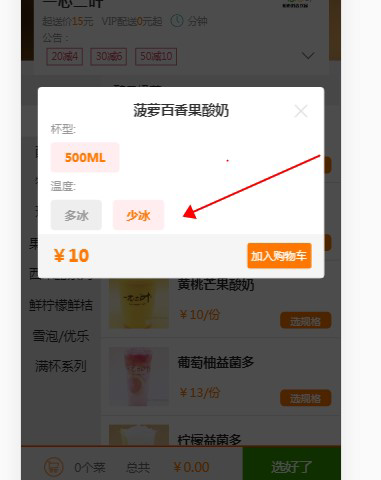 一心二叶
起送价15元 VIP配送0元起 分钟
公告：
20减4 30减6 50减10
菠萝百香果酸奶
杯型:
500ML
温度:
多冰 少冰
￥10 加入购物车
黄桃芒果酸奶
￥10/份
选规格
鲜柠檬鲜桔
雪泡/优乐
满杯系列
葡萄柚益菌多
￥13/份
选规格
柠檬益菌多
0个菜 总共 ￥0.00 选好了